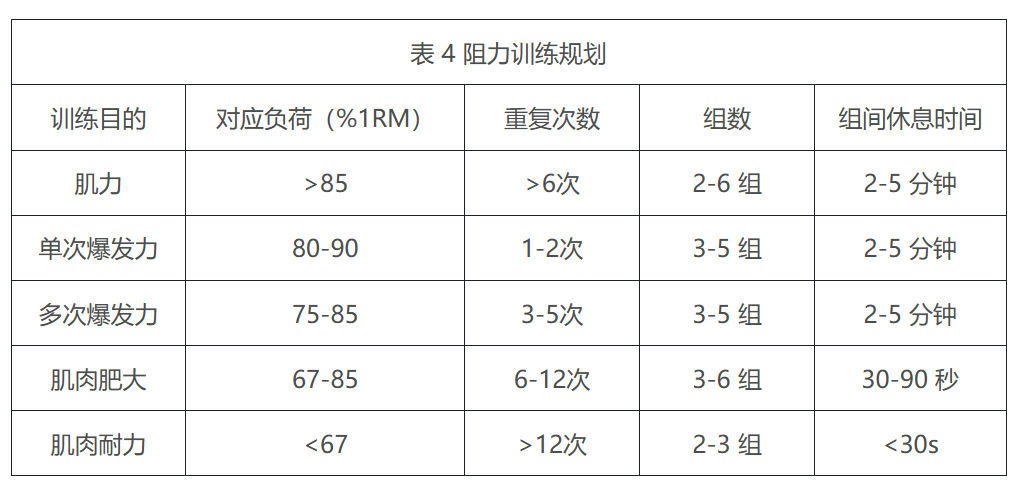 表 4 阻力训练规划
训练目的 对应负荷（%1RM） 重复次数 组数 组间休息时间
肌力 >85 >6次 2-6 组 2-5 分钟
单次爆发力 80-90 1-2次 3-5 组 2-5 分钟
多次爆发力 75-85 3-5次 3-5 组 2-5 分钟
肌肉肥大 67-85 6-12次 3-6 组 30-90 秒
肌肉耐力 <67 >12次 2-3 组 <30s